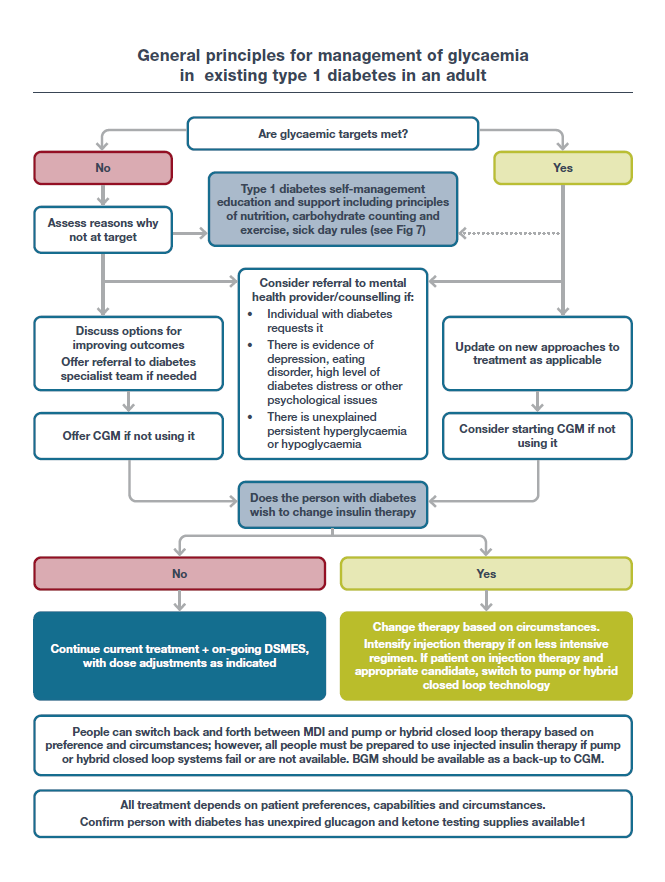 General principles for management of glycaemia
in existing type 1 diabetes in an adult
Are glycaemic targets met?
No
Yes
Type 1 diabetes self-management
education and support including principles
of nutrition, carbohydrate counting and
exercise, sick day rules (see Fig 7)
Assess reasons why
not at target
Consider referral to mental
health provider/counselling if:
• Individual with diabetes
requests it
• There is evidence of
depression, eating
disorder, high level of
diabetes distress or other
psychological issues
• There is unexplained
persistent hyperglycaemia
or hypoglycaemia
Discuss options for
improving outcomes
Offer referral to diabetes
specialist team if needed
Update on new approaches to
treatment as applicable
Offer CGM if not using it
Consider starting CGM if not
using it
Does the person with diabetes
wish to change insulin therapy
No
Yes
Continue current treatment + on-going DSMES,
with dose adjustments as indicated
Change therapy based on circumstances.
Intensify injection therapy if on less intensive
regimen. If patient on injection therapy and
appropriate candidate, switch to pump or hybrid
closed loop technology
People can switch back and forth between MDI and pump or hybrid closed loop therapy based on
preference and circumstances; however, all people must be prepared to use injected insulin therapy if pump
or hybrid closed loop systems fail or are not available. BGM should be available as a back-up to CGM.
All treatment depends on patient preferences, capabilities and circumstances.
Confirm person with diabetes has unexpired glucagon and ketone testing supplies available1